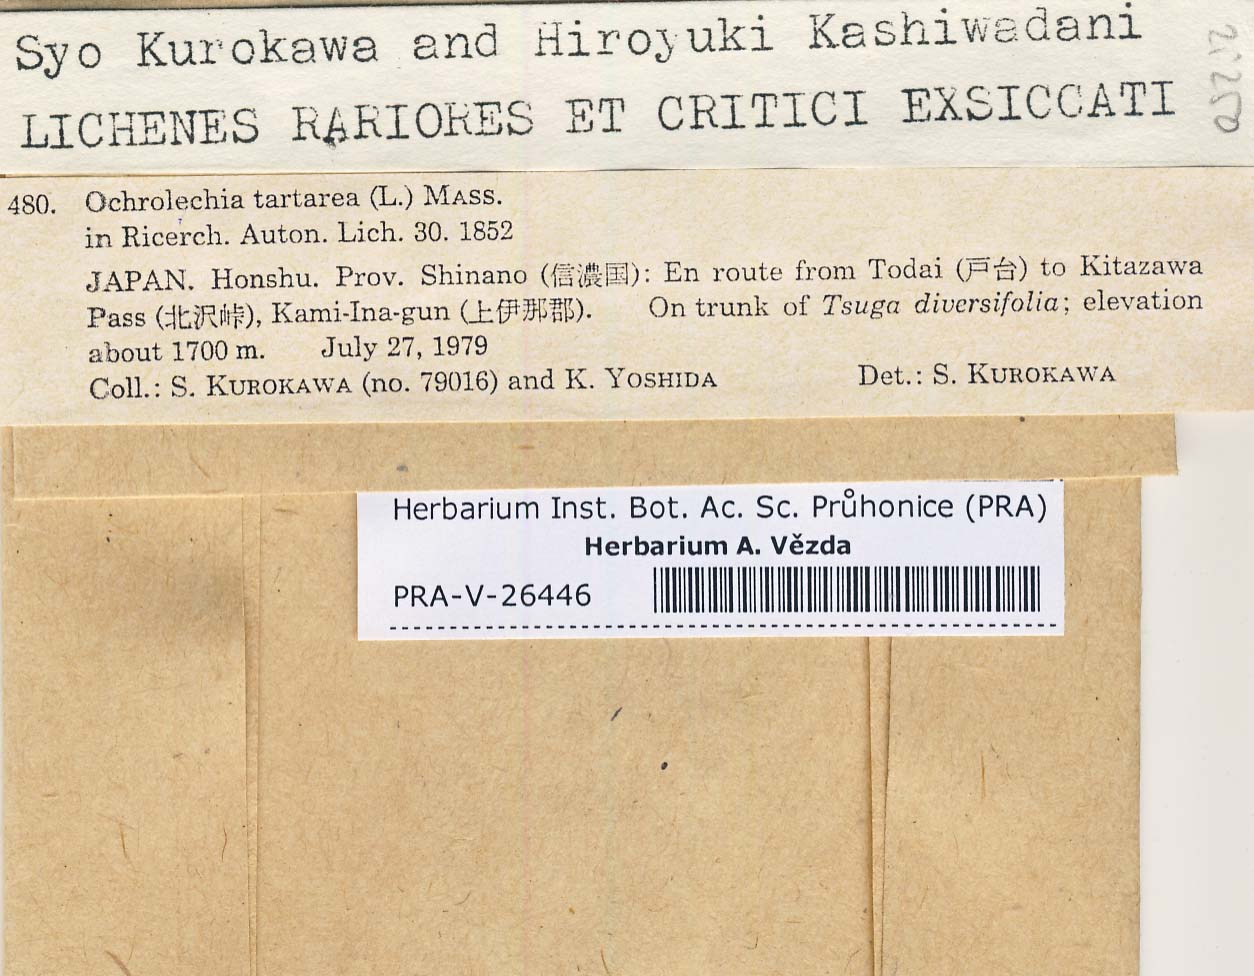 Syo Kurokawa and Hiroyuki Kashiwadani
LICHENES RARIORES ET CRITICI EXSICCATI
480. Ochrolechia tartarea (L.) MASS.
in Ricerch. Auton. Lich. 30. 1852
JAPAN. Honshu. Prov. Shinano (信濃国): En route from Todai (戸台) to Kitazawa
Pass (北沢峠), Kami-Ina-gun (上伊那郡). On trunk of Tsuga diversifolia; elevation
about 1700 m. July 27, 1979
Coll.: S. KUROKAWA (no. 79016) and K. YOSHIDA Det.: S. KUROKAWA
Herbarium Inst. Bot. Ac. Sc. Průhonice (PRA)
Herbarium A. Vězda
PRA-V-26446